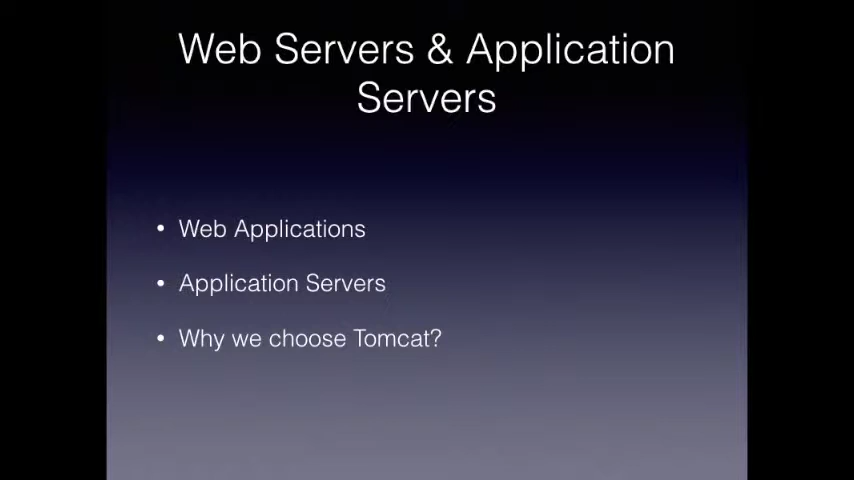 Web Servers & Application
Servers
• Web Applications
• Application Servers
• Why we choose Tomcat?